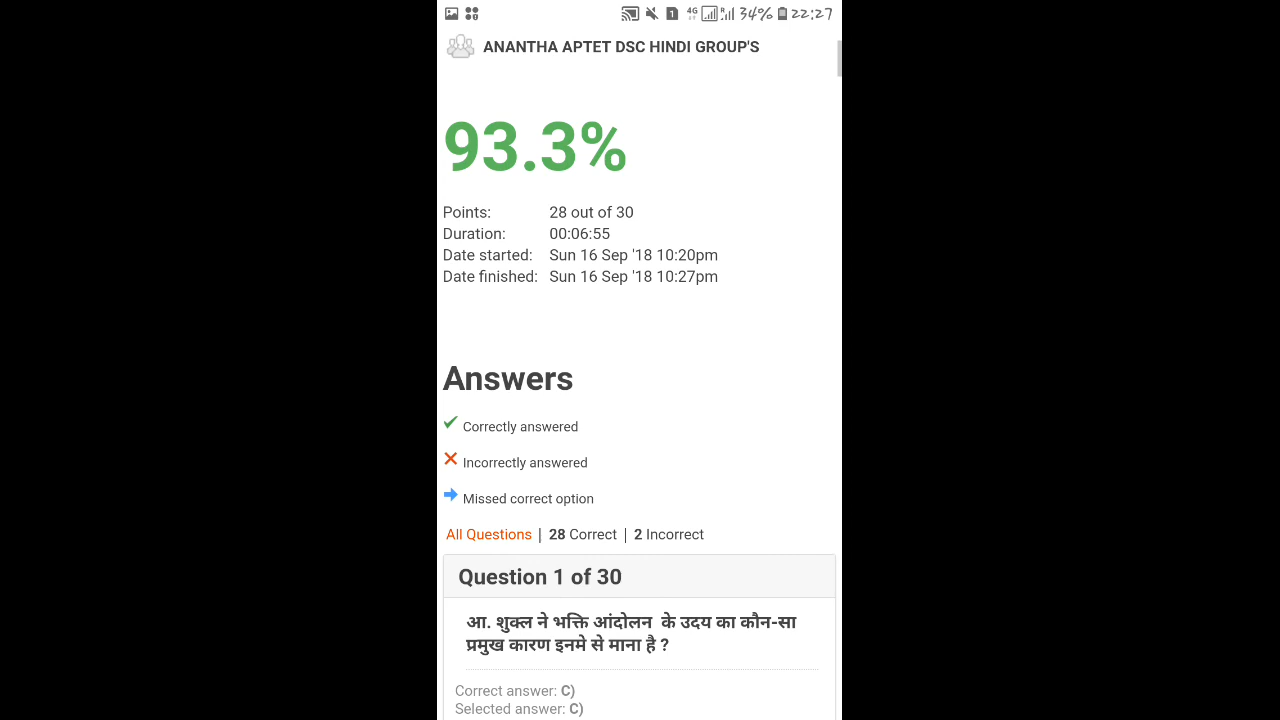 1 4G R 34% 22:27
ANANTHA APTET DSC HINDI GROUP'S
93.3%
Points: 28 out of 30
Duration: 00:06:55
Date started: Sun 16 Sep '18 10:20pm
Date finished: Sun 16 Sep '18 10:27pm
Answers
Correctly answered
Incorrectly answered
Missed correct option
All Questions | 28 Correct | 2 Incorrect
Question 1 of 30
आ. शुक्ल ने भक्ति आंदोलन के उदय का कौन-सा
प्रमुख कारण इनमे से माना है ?
Correct answer: C)
Selected answer: C)